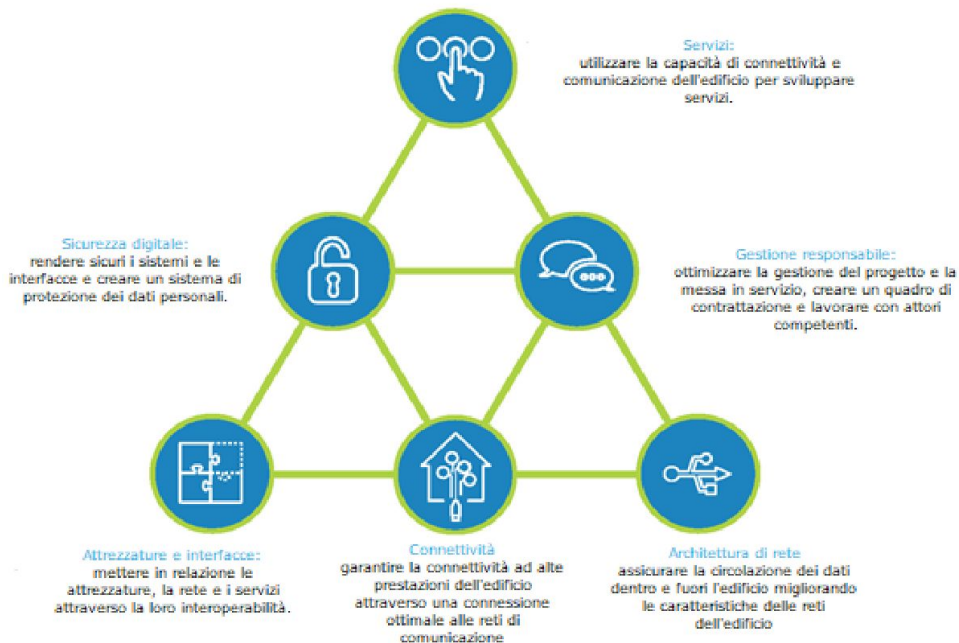 Servizi:
utilizzare la capacità di connettività e
comunicazione dell'edificio per sviluppare
servizi.
Sicurezza digitale:
rendere sicuri i sistemi e le
interfacce e creare un sistema di
protezione dei dati personali.
Gestione responsabile:
ottimizzare la gestione del progetto e la
messa in servizio, creare un quadro di
contrattazione e lavorare con attori
competenti.
Attrezzature e interfacce:
mettere in relazione le
attrezzature, la rete e i servizi
attraverso la loro interoperabilità.
Connettività
garantire la connettività ad alte
prestazioni dell'edificio
attraverso una connessione
ottimale alle reti di
comunicazione
Architettura di rete
assicurare la circolazione dei dati
dentro e fuori l'edificio migliorando
le caratteristiche delle reti
dell'edificio